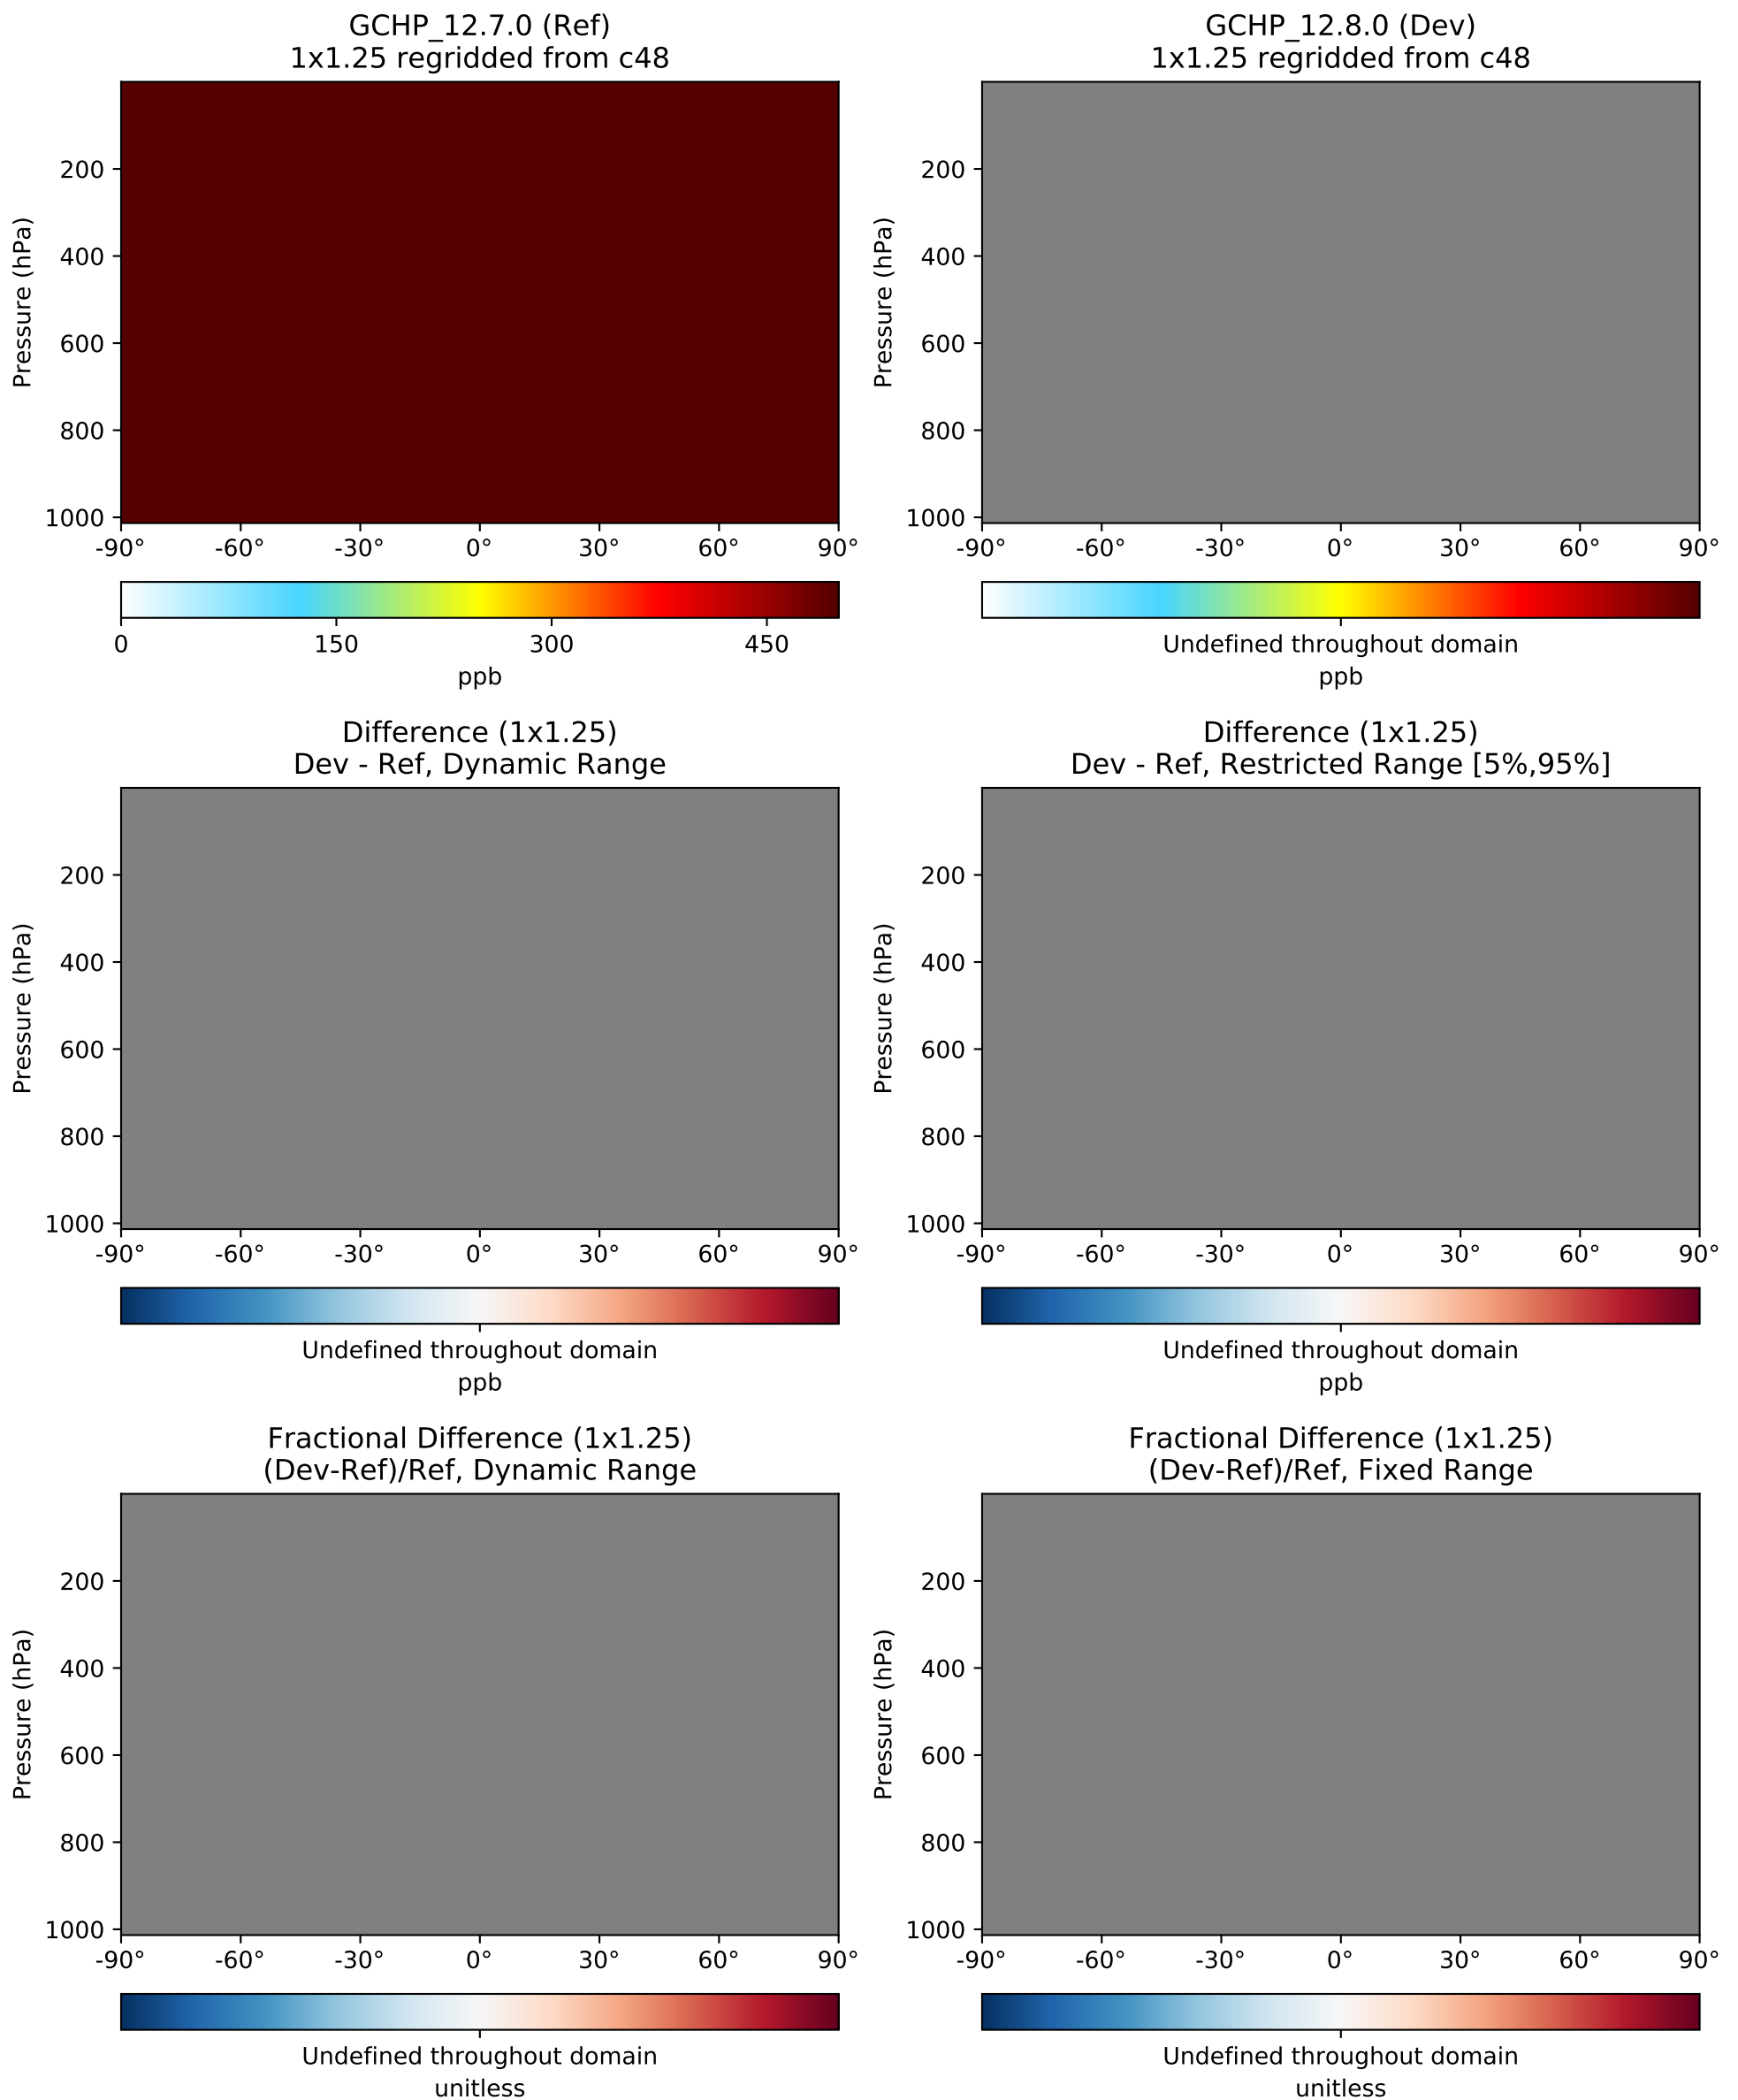 GCHP_12.7.0 (Ref)
1x1.25 regridded from c48
Pressure (hPa)
200
400
600
800
1000
-90° -60° -30° 0° 30° 60° 90°
0 150 300 450
ppb
GCHP_12.8.0 (Dev)
1x1.25 regridded from c48
Pressure (hPa)
200
400
600
800
1000
-90° -60° -30° 0° 30° 60° 90°
Undefined throughout domain
ppb
Difference (1x1.25)
Dev - Ref, Dynamic Range
Pressure (hPa)
200
400
600
800
1000
-90° -60° -30° 0° 30° 60° 90°
Undefined throughout domain
ppb
Difference (1x1.25)
Dev - Ref, Restricted Range [5%,95%]
Pressure (hPa)
200
400
600
800
1000
-90° -60° -30° 0° 30° 60° 90°
Undefined throughout domain
ppb
Fractional Difference (1x1.25)
(Dev-Ref)/Ref, Dynamic Range
Pressure (hPa)
200
400
600
800
1000
-90° -60° -30° 0° 30° 60° 90°
Undefined throughout domain
unitless
Fractional Difference (1x1.25)
(Dev-Ref)/Ref, Fixed Range
Pressure (hPa)
200
400
600
800
1000
-90° -60° -30° 0° 30° 60° 90°
Undefined throughout domain
unitless